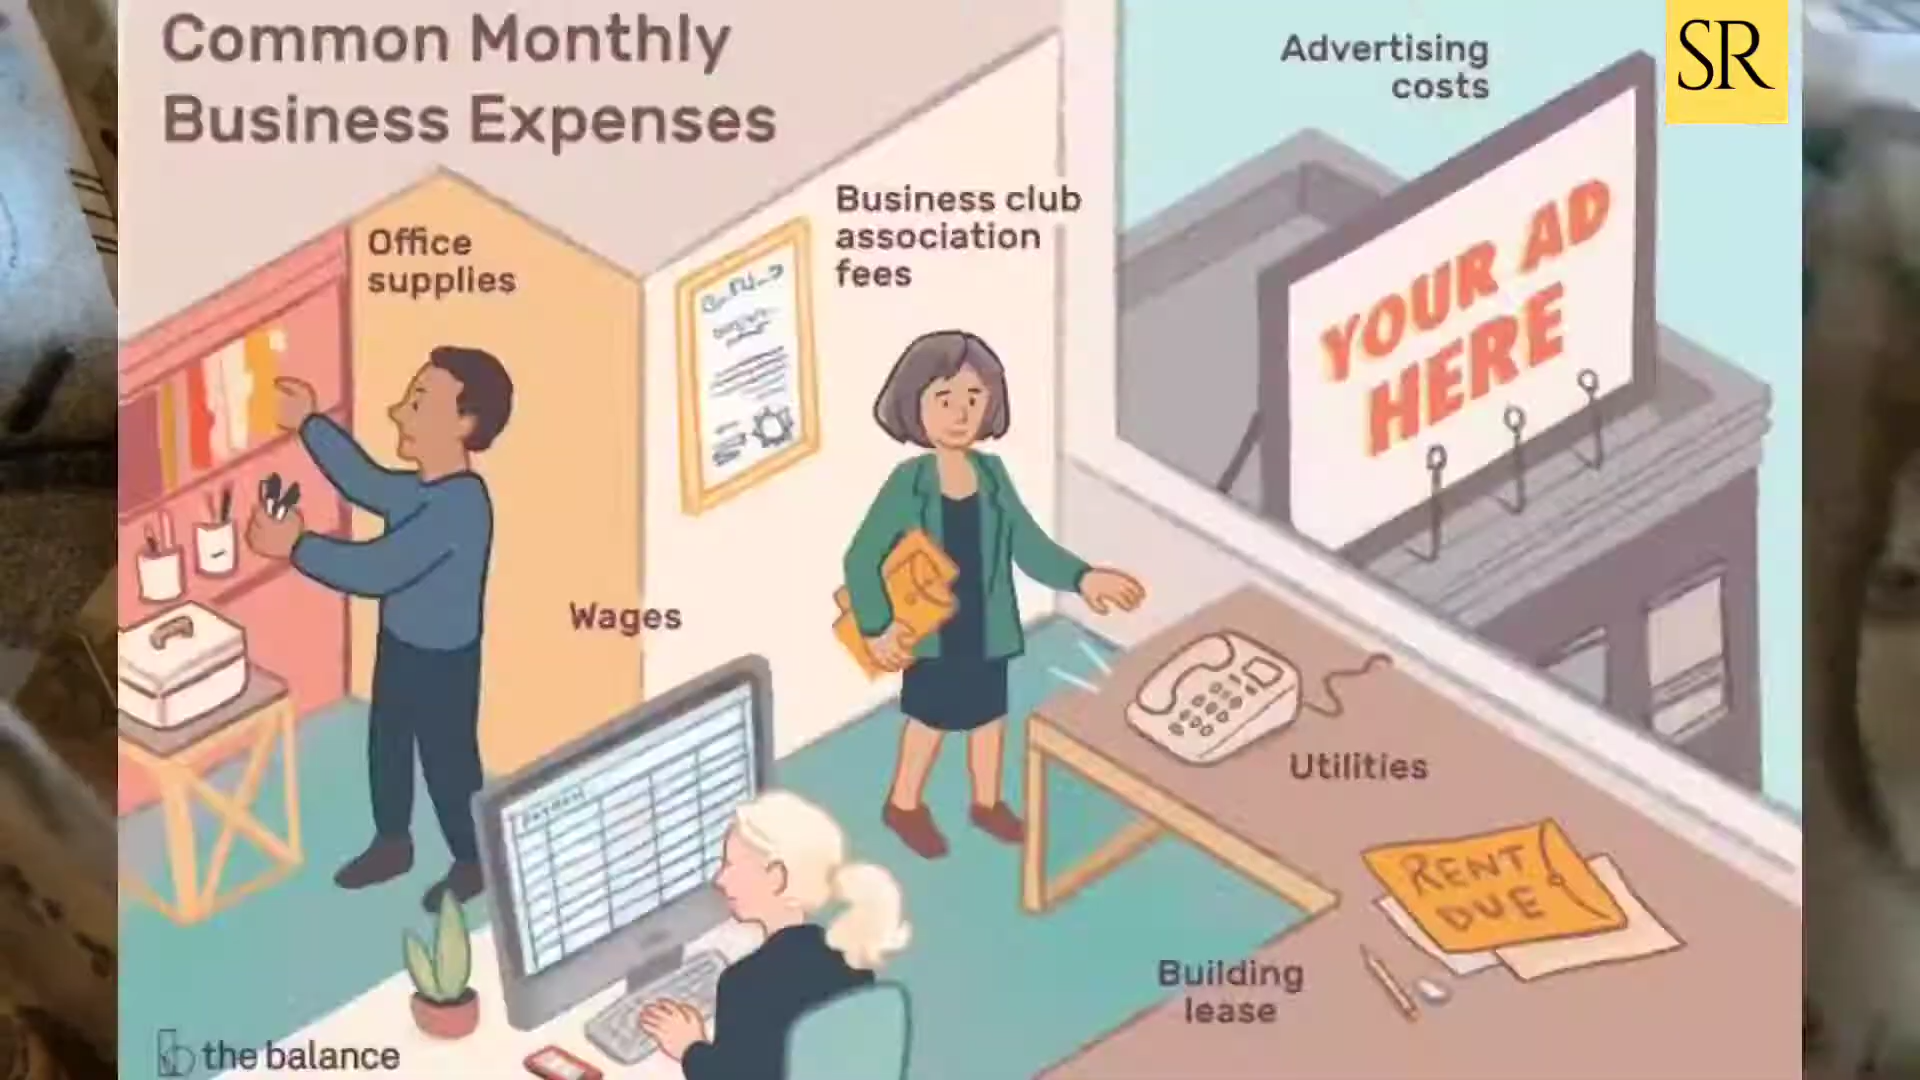 Common Monthly
Business Expenses
Advertising
costs
SR
Business club
association
fees
Office
supplies
YOUR AD
HERE
Wages
Utilities
RENT
DUE
Building
lease
the balance